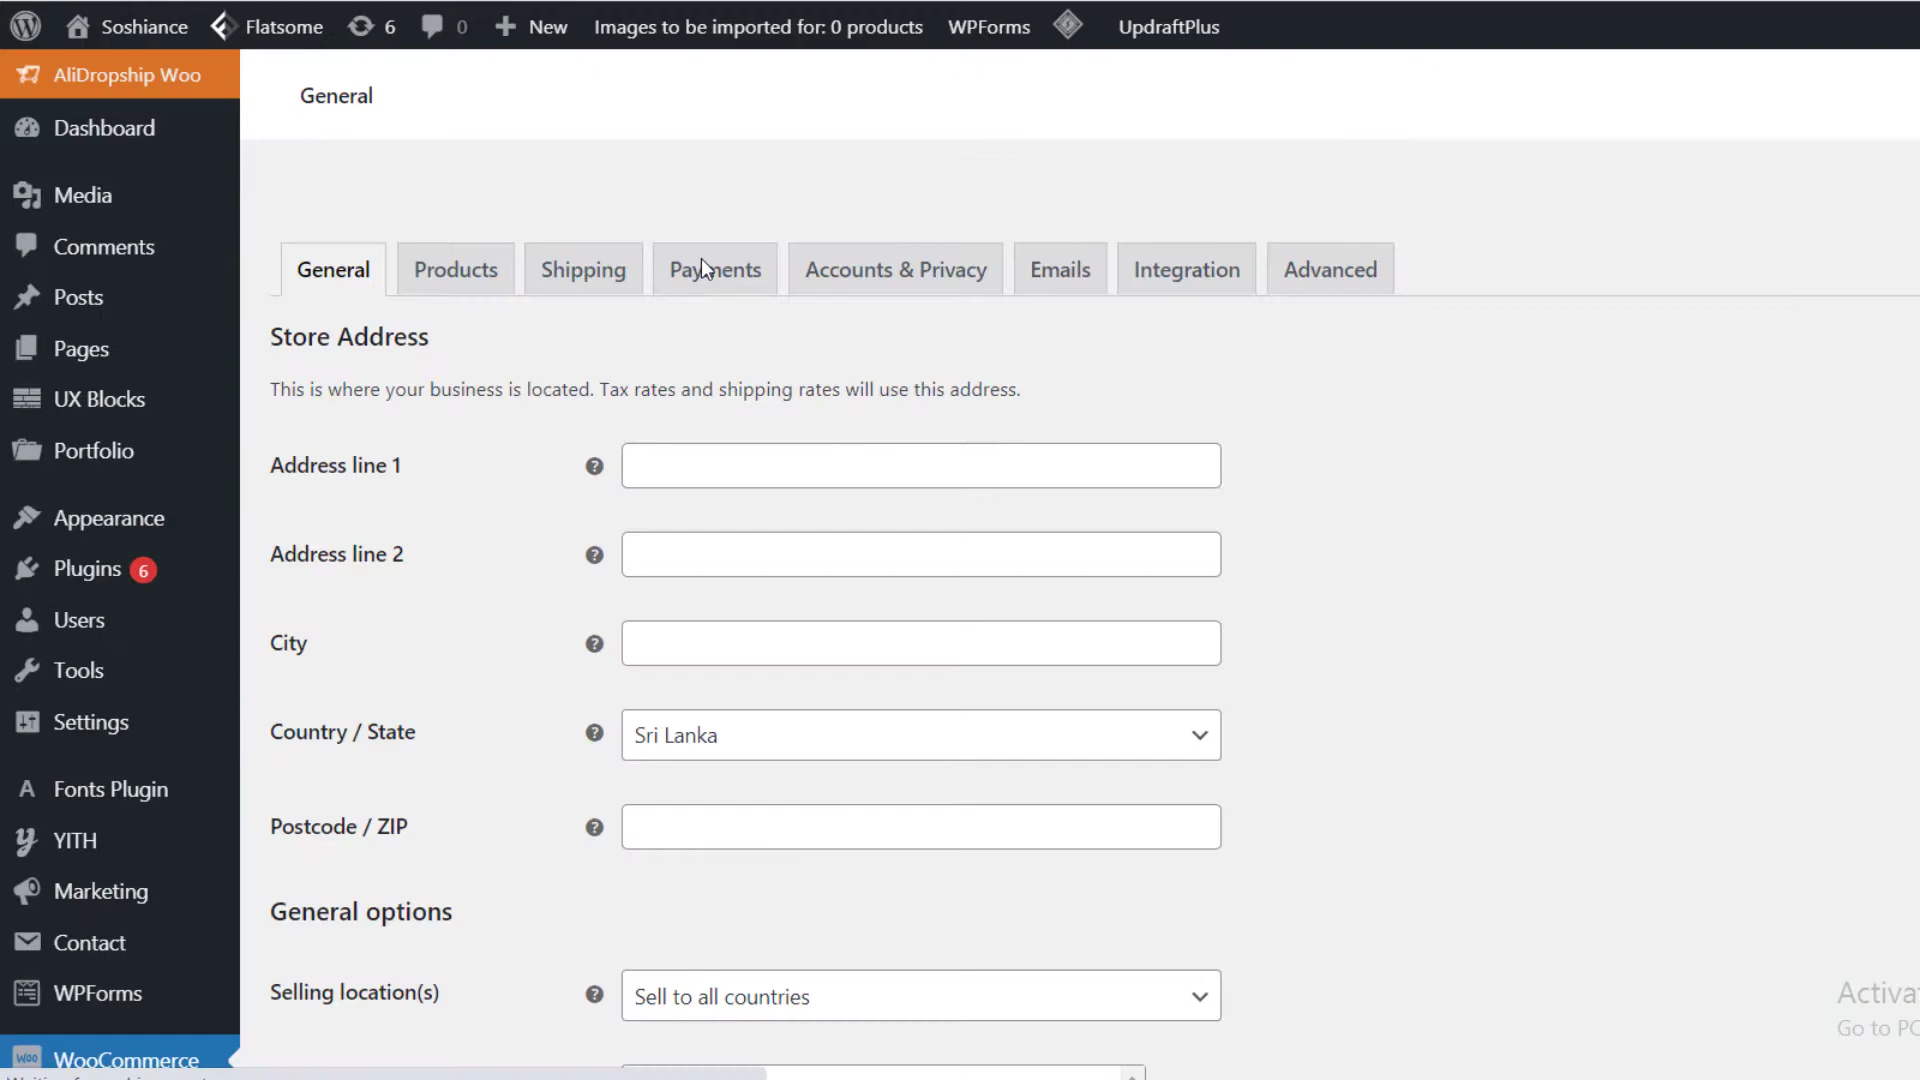 Soshiance Flatsome 6 0 New Images to be imported for: 0 products WPForms UpdraftPlus
AliDropship Woo
Dashboard
Media
Comments
Posts
Pages
UX Blocks
Portfolio
Appearance
Plugins 6
Users
Tools
Settings
Fonts Plugin
YITH
Marketing
Contact
WPForms
WooCommerce
General
General Products Shipping Payments Accounts & Privacy Emails Integration Advanced
Store Address
This is where your business is located. Tax rates and shipping rates will use this address.
Address line 1
Address line 2
City
Country / State Sri Lanka
Postcode / ZIP
General options
Selling location(s) Sell to all countries
Go to PC